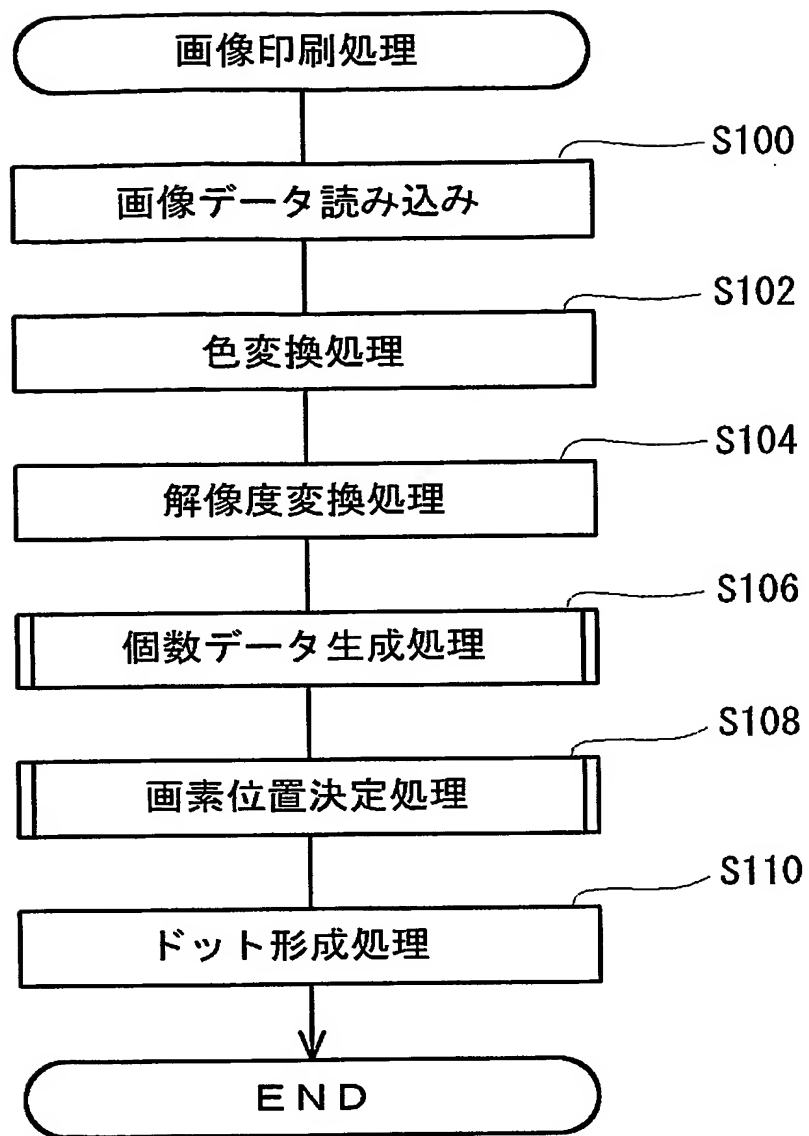 画像印刷処理
S100
画像データ読み込み
S102
色変換処理
S104
解像度変換処理
S106
個数データ生成処理
S108
画素位置決定処理
S110
ドット形成処理
END